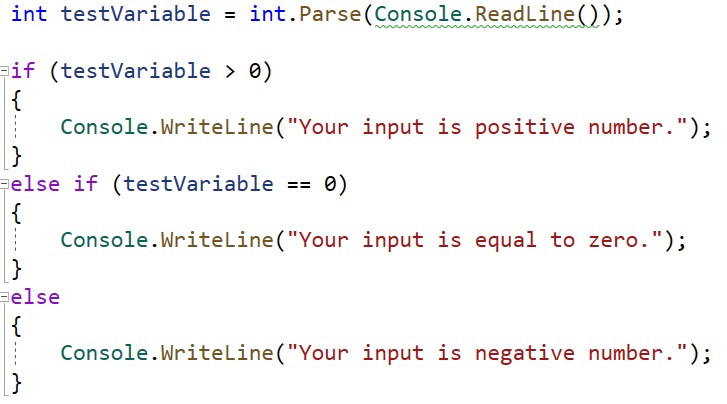 int testVariable = int.Parse(Console.ReadLine());
if (testVariable > 0)
{
Console.WriteLine("Your input is positive number.");
}
else if (testVariable == 0)
{
Console.WriteLine("Your input is equal to zero.");
}
else
{
Console.WriteLine("Your input is negative number.");
}